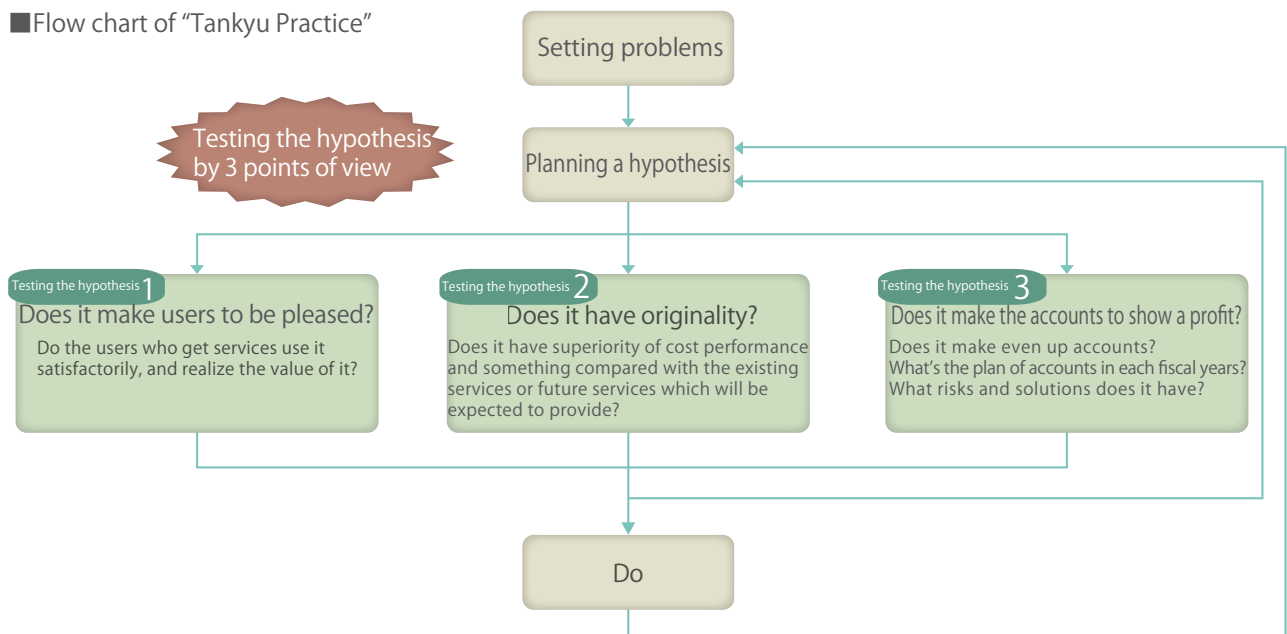 ■Flow chart of “Tankyu Practice”
Setting problems
Testing the hypothesis
by 3 points of view
Planning a hypothesis
Testing the hypothesis 1
Does it make users to be pleased?
Do the users who get services use it
satisfactorily, and realize the value of it?
Testing the hypothesis 2
Does it have originality?
Does it have superiority of cost performance
and something compared with the existing
services or future services which will be
expected to provide?
Testing the hypothesis 3
Does it make the accounts to show a profit?
Does it make even up accounts?
What’s the plan of accounts in each fiscal years?
What risks and solutions does it have?
Do